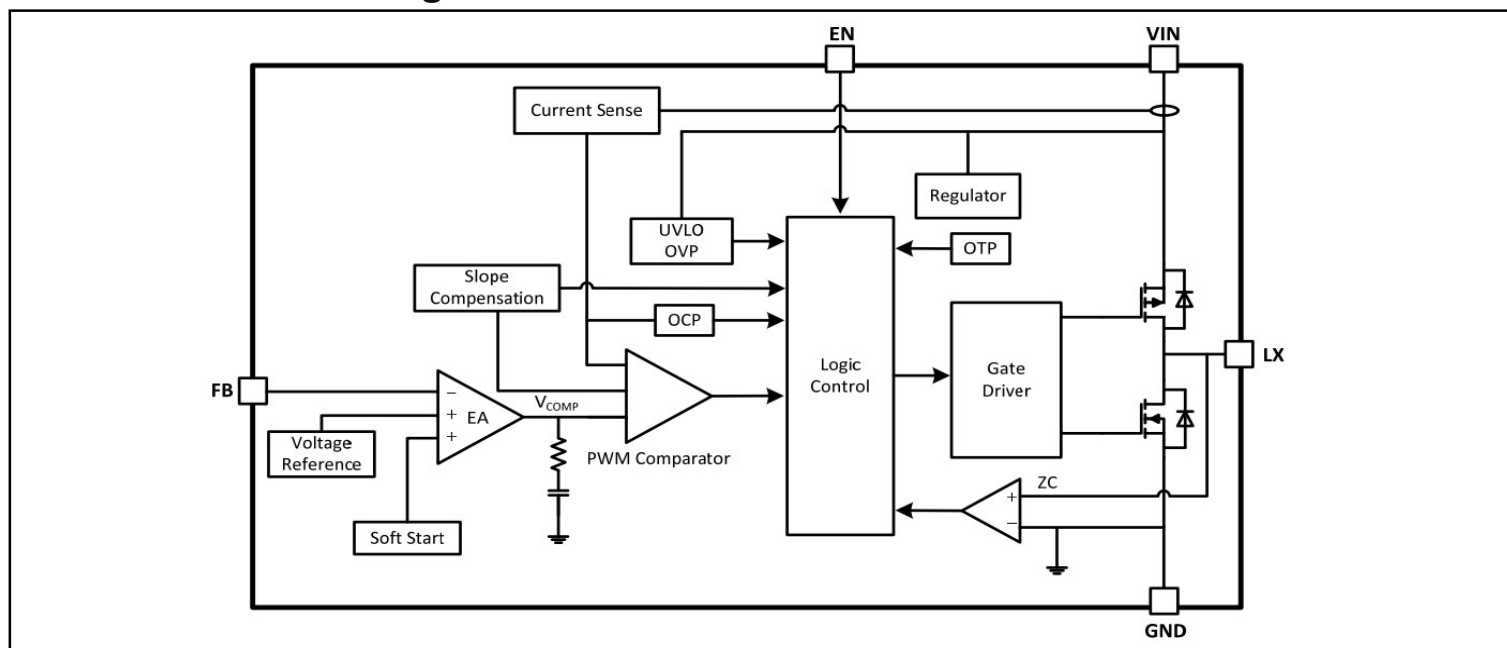 EN
VIN
Current Sense
Regulator
UVLO
OVP
OTP
Slope
Compensation
OCP
Logic
Control
Gate
Driver
LX
FB
−
+
+
EA
VCOMP
Voltage
Reference
PWM Comparator
Soft Start
ZC
+
−
GND